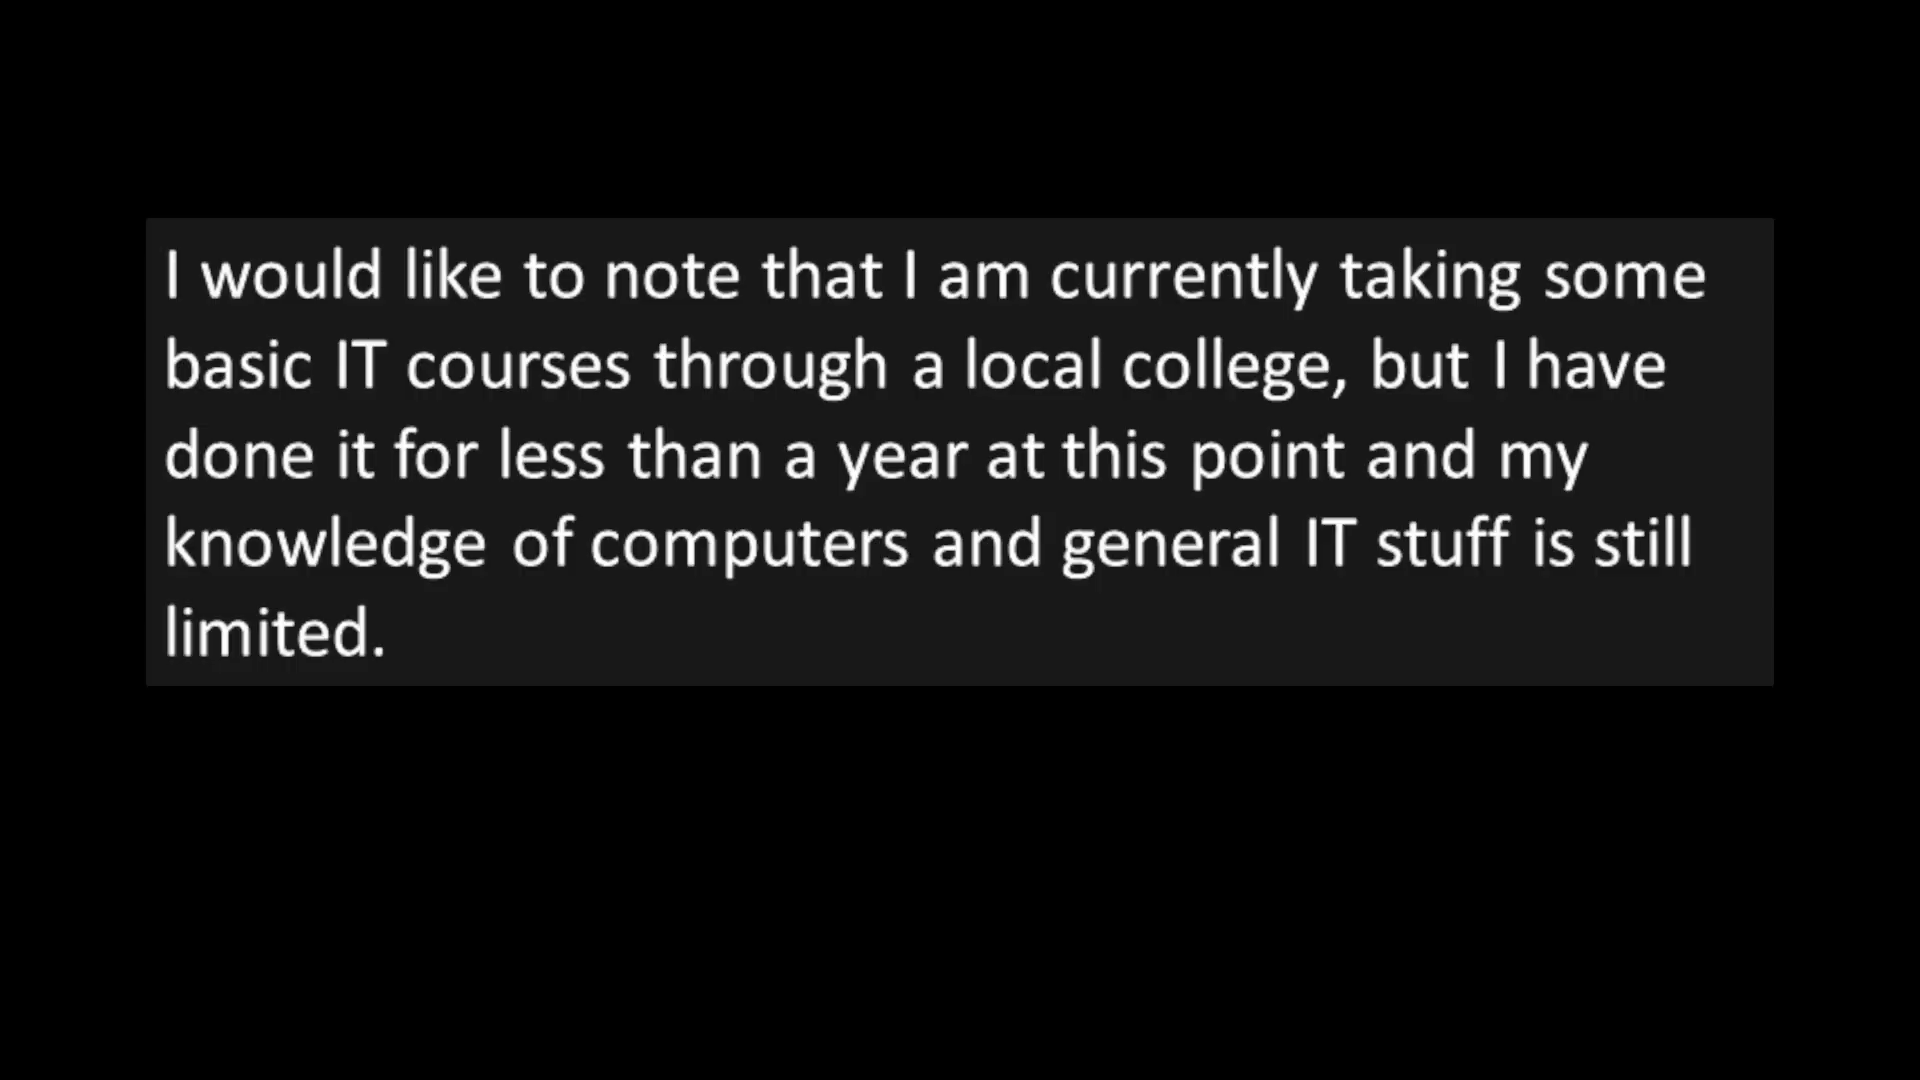 I would like to note that I am currently taking some
basic IT courses through a local college, but I have
done it for less than a year at this point and my
knowledge of computers and general IT stuff is still
limited.